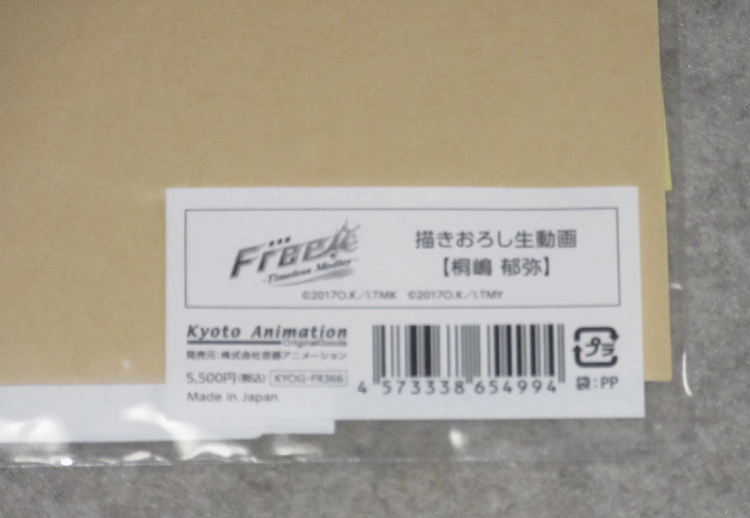 Free!
-Timeless Medley-
描きおろし生動画
【桐嶋 郁弥】
©2017O.K/I.TMK ©2017O.K/I.TMY
Kyoto Animation
OriginalGoods
発売元:株式会社京都アニメーション
5,500円(税込) KYOG-FR366
Made in Japan
4 573338 654994
プラ
袋:PP